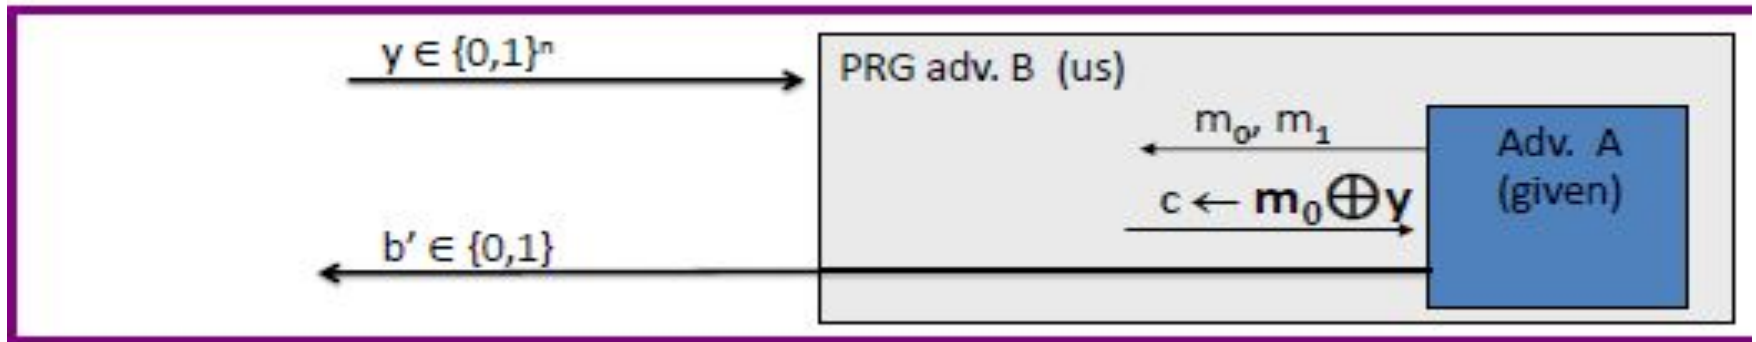 y ∈ {0,1}ⁿ
PRG adv. B (us)
m₀, m₁
Adv. A
(given)
c ← m₀⊕y
b′ ∈ {0,1}